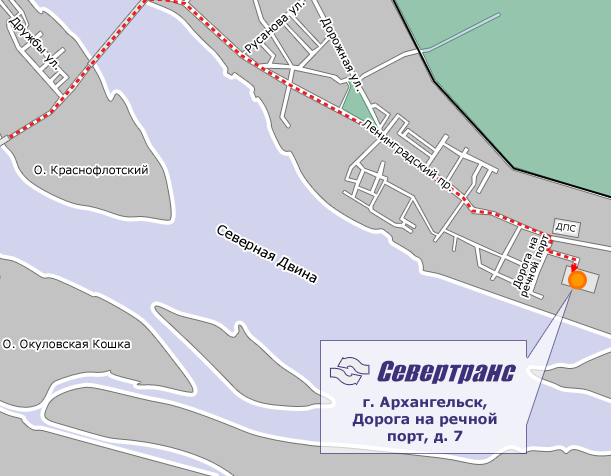 Дружбы ул.
Русанова ул.
Дорожная ул.
Ленинградский пр.
О. Краснофлотский
ДПС
Дорога на
речной порт
Северная Двина
О. Окуловская Кошка
Севертранс
г. Архангельск,
Дорога на речной
порт, д. 7